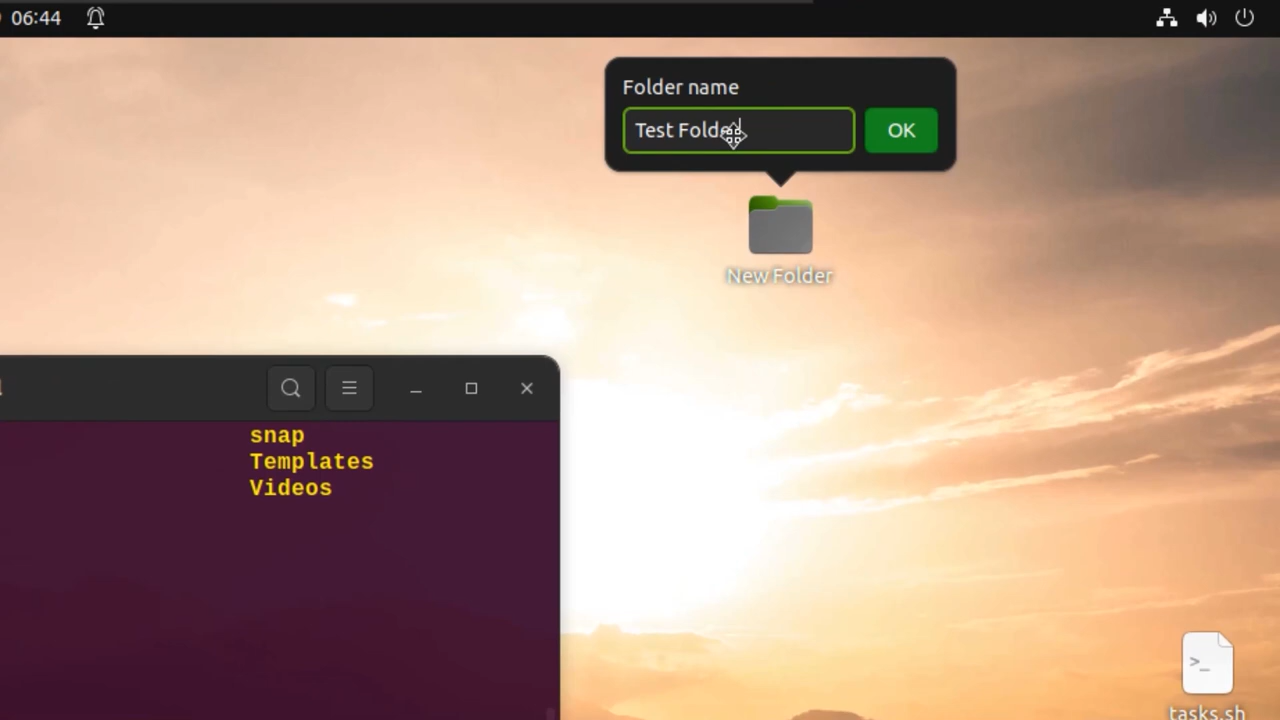 06:44
Folder name
Test Folder
OK
New Folder
snap
Templates
Videos
>_
tasks.sh